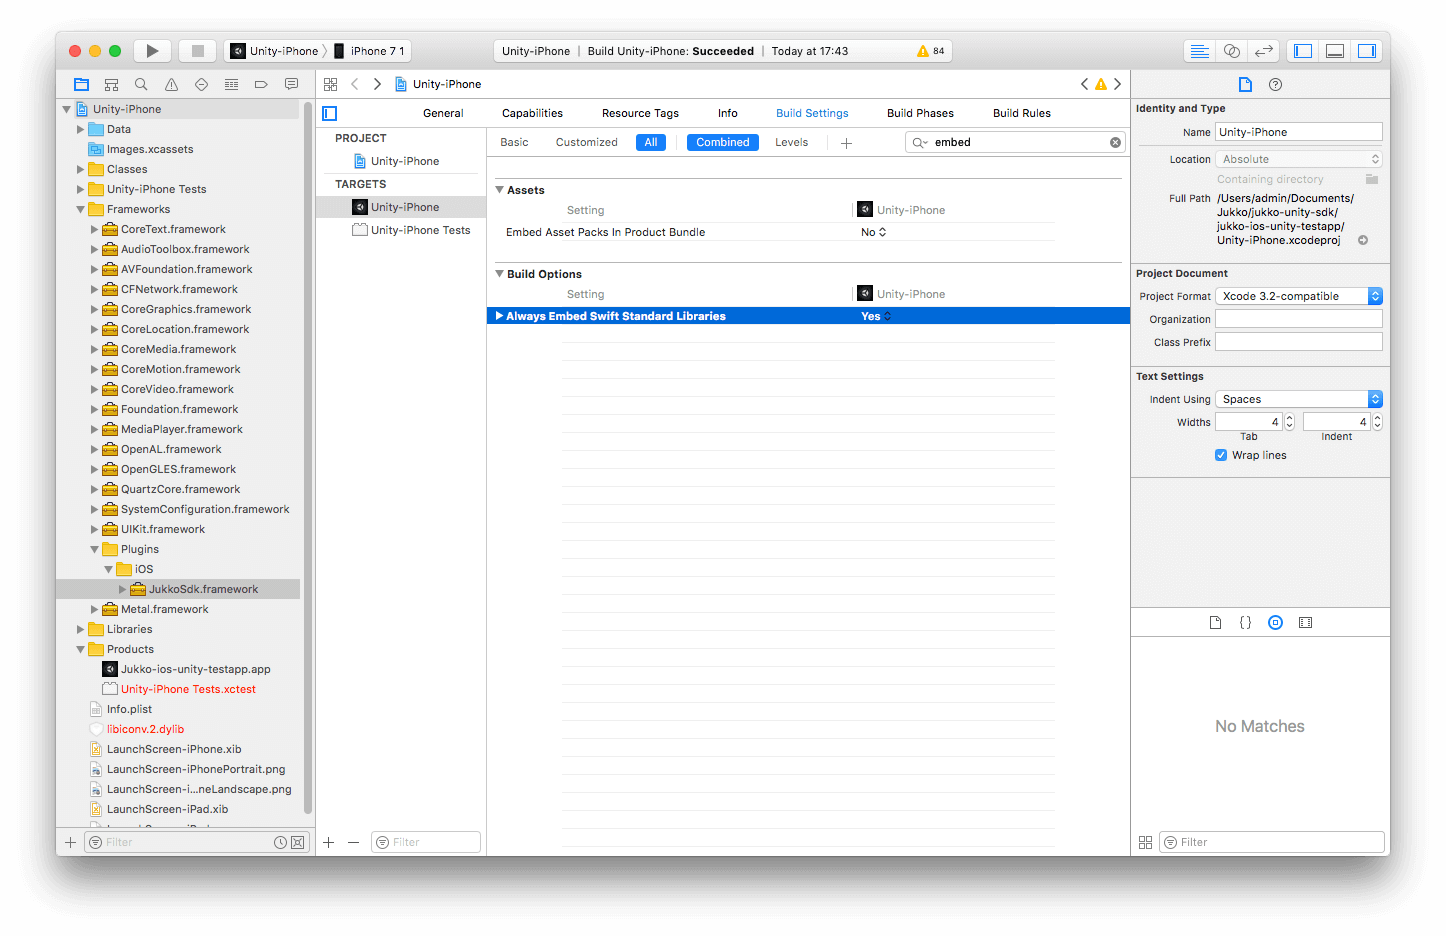 Unity-iPhone iPhone 7 1
Unity-iPhone | Build Unity-iPhone: Succeeded | Today at 17:43 84
Unity-iPhone
Data
Images.xcassets
Classes
Unity-iPhone Tests
Frameworks
CoreText.framework
AudioToolbox.framework
AVFoundation.framework
CFNetwork.framework
CoreGraphics.framework
CoreLocation.framework
CoreMedia.framework
CoreMotion.framework
CoreVideo.framework
Foundation.framework
MediaPlayer.framework
OpenAL.framework
OpenGLES.framework
QuartzCore.framework
SystemConfiguration.framework
UIKit.framework
Plugins
iOS
JukkoSdk.framework
Metal.framework
Libraries
Products
Jukko-ios-unity-testapp.app
Unity-iPhone Tests.xctest
Info.plist
libiconv.2.dylib
LaunchScreen-iPhone.xib
LaunchScreen-iPhonePortrait.png
LaunchScreen-i...neLandscape.png
LaunchScreen-iPad.xib
Filter
Unity-iPhone
General Capabilities Resource Tags Info Build Settings Build Phases Build Rules
PROJECT
Unity-iPhone
TARGETS
Unity-iPhone
Unity-iPhone Tests
Filter
Basic Customized All Combined Levels + embed
Assets
Setting Unity-iPhone
Embed Asset Packs In Product Bundle No
Build Options
Setting Unity-iPhone
Always Embed Swift Standard Libraries Yes
Identity and Type
Name Unity-iPhone
Location Absolute
Containing directory
Full Path /Users/admin/Documents/
Jukko/jukko-unity-sdk/
jukko-ios-unity-testapp/
Unity-iPhone.xcodeproj
Project Document
Project Format Xcode 3.2-compatible
Organization
Class Prefix
Text Settings
Indent Using Spaces
Widths 4 4
Tab Indent
Wrap lines
No Matches
Filter